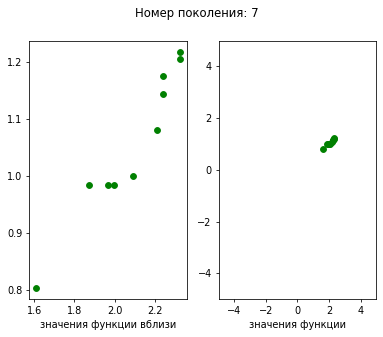 Номер поколения: 7
1.2
1.1
1.0
0.9
0.8
1.6 1.8 2.0 2.2
значения функции вблизи
4
2
0
−2
−4
−4 −2 0 2 4
значения функции